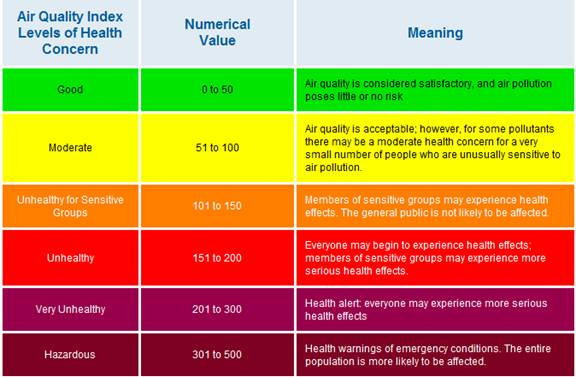 Air Quality Index
Levels of Health
Concern
Numerical
Value
Meaning
Good
0 to 50
Air quality is considered satisfactory, and air pollution
poses little or no risk
Moderate
51 to 100
Air quality is acceptable; however, for some pollutants
there may be a moderate health concern for a very
small number of people who are unusually sensitive to
air pollution.
Unhealthy for Sensitive
Groups
101 to 150
Members of sensitive groups may experience health
effects. The general public is not likely to be affected.
Unhealthy
151 to 200
Everyone may begin to experience health effects;
members of sensitive groups may experience more
serious health effects.
Very Unhealthy
201 to 300
Health alert: everyone may experience more serious
health effects
Hazardous
301 to 500
Health warnings of emergency conditions. The entire
population is more likely to be affected.